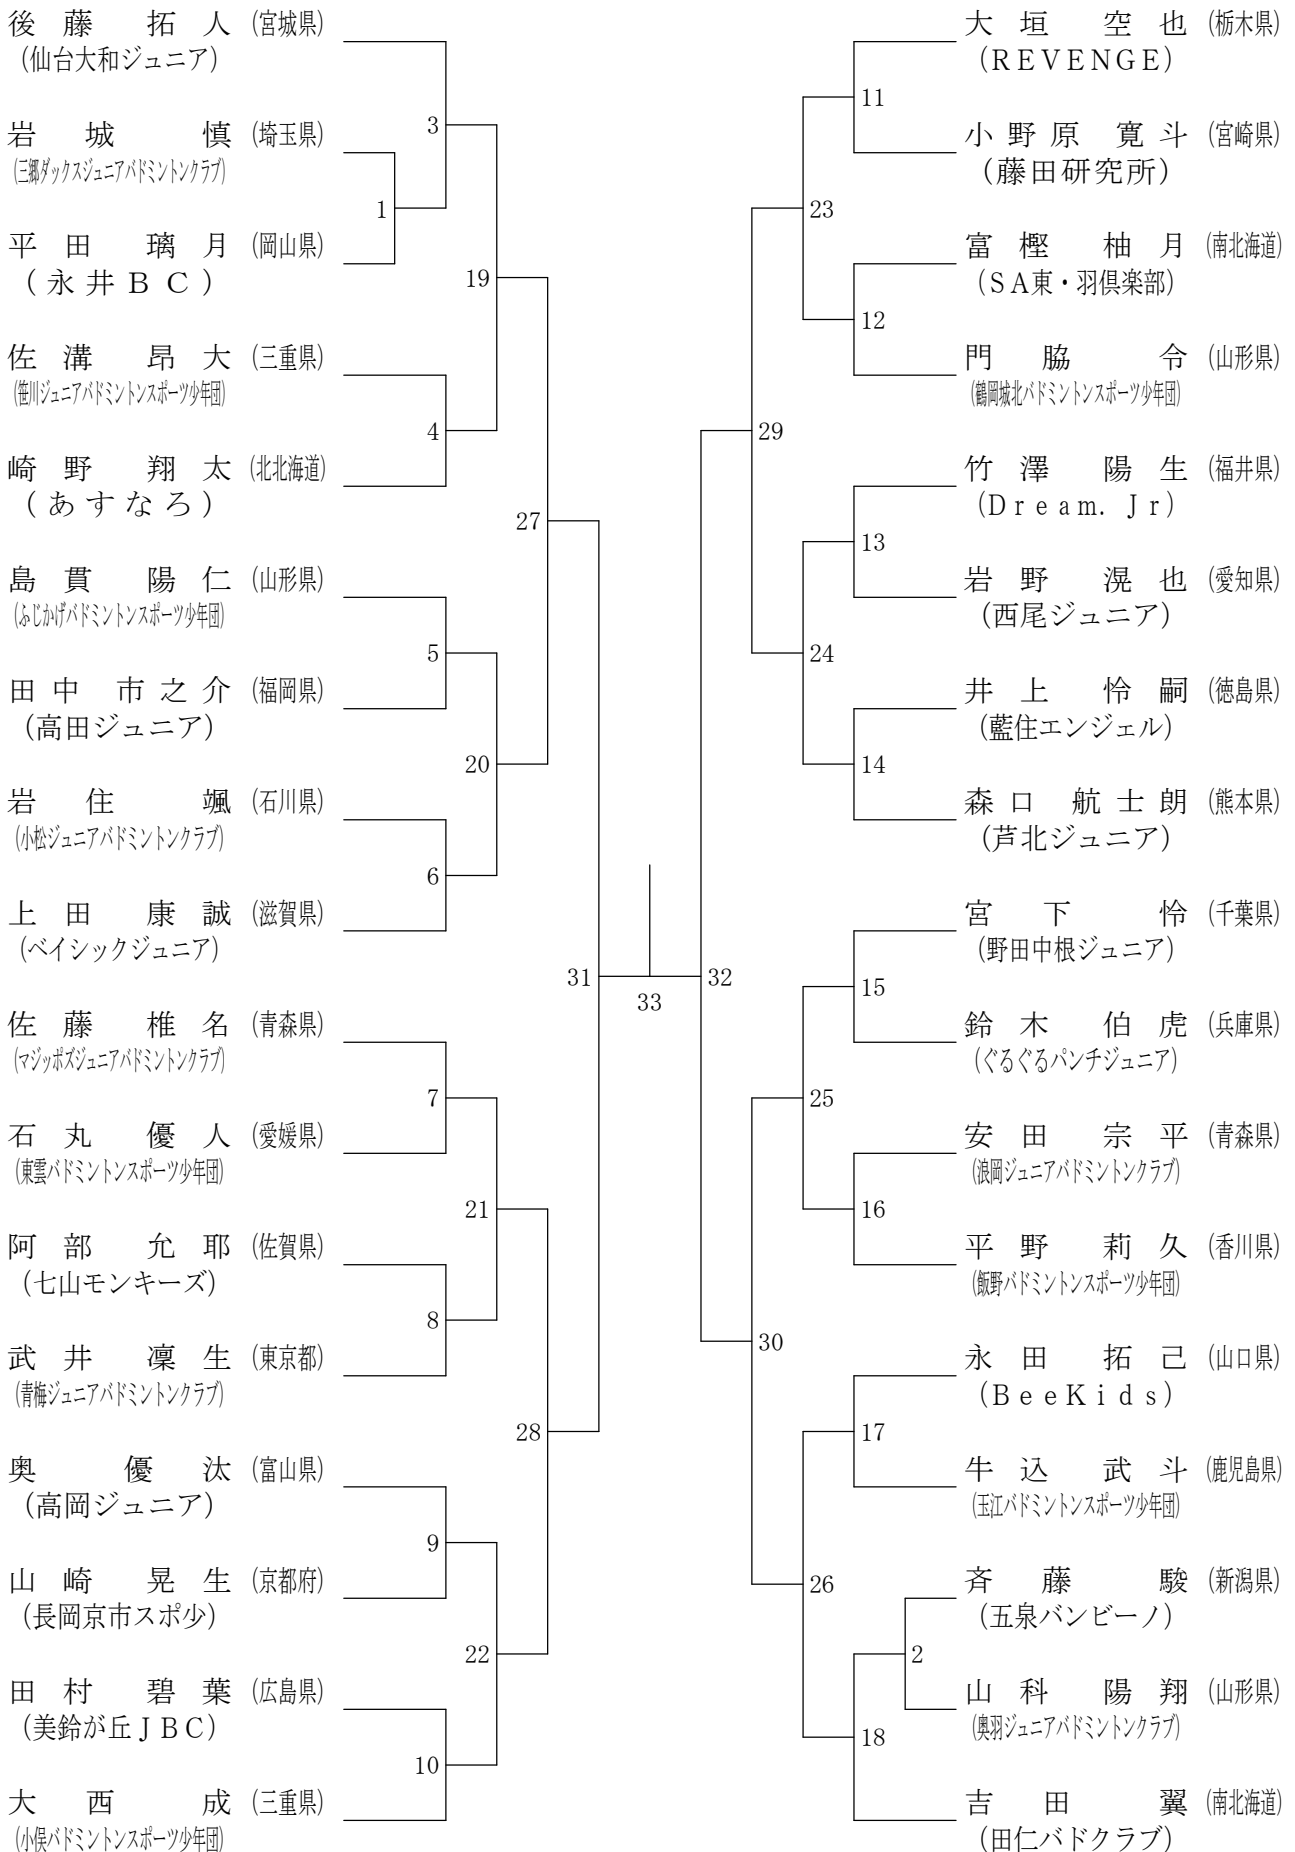 後藤 拓人 (宮城県)
(仙台大和ジュニア)
3
岩城 慎 (埼玉県)
(三郷ダックスジュニアバドミントンクラブ)
1
平田 璃月 (岡山県)
(永井BC)
19
佐溝 昂大 (三重県)
(笹川ジュニアバドミントンスポーツ少年団)
4
崎野 翔太 (北北海道)
(あすなろ)
27
島貫 陽仁 (山形県)
(ふじかげバドミントンスポーツ少年団)
5
田中 市之介 (福岡県)
(高田ジュニア)
20
岩住 颯 (石川県)
(小松ジュニアバドミントンクラブ)
6
上田 康誠 (滋賀県)
(ベイシックジュニア)
31
佐藤 椎名 (青森県)
(マジッポズジュニアバドミントンクラブ)
7
石丸 優人 (愛媛県)
(東雲バドミントンスポーツ少年団)
21
阿部 允耶 (佐賀県)
(七山モンキーズ)
8
武井 凜生 (東京都)
(青梅ジュニアバドミントンクラブ)
28
奥 優汰 (富山県)
(高岡ジュニア)
9
山崎 晃生 (京都府)
(長岡京市スポ少)
22
田村 碧葉 (広島県)
(美鈴が丘JBC)
10
大西 成 (三重県)
(小俣バドミントンスポーツ少年団)
33
大垣 空也 (栃木県)
(REVENGE)
11
小野原 寛斗 (宮崎県)
(藤田研究所)
23
富樫 柚月 (南北海道)
(SA東・羽倶楽部)
12
門脇 令 (山形県)
(鶴岡城北バドミントンスポーツ少年団)
29
竹澤 陽生 (福井県)
(Dream. Jr)
13
岩野 滉也 (愛知県)
(西尾ジュニア)
24
井上 怜嗣 (徳島県)
(藍住エンジェル)
14
森口 航士朗 (熊本県)
(芦北ジュニア)
32
宮下 怜 (千葉県)
(野田中根ジュニア)
15
鈴木 伯虎 (兵庫県)
(ぐるぐるパンチジュニア)
25
安田 宗平 (青森県)
(浪岡ジュニアバドミントンクラブ)
16
平野 莉久 (香川県)
(飯野バドミントンスポーツ少年団)
30
永田 拓己 (山口県)
(BeeKids)
17
牛込 武斗 (鹿児島県)
(玉江バドミントンスポーツ少年団)
26
斉藤 駿 (新潟県)
(五泉バンビーノ)
2
山科 陽翔 (山形県)
(奥羽ジュニアバドミントンクラブ)
18
吉田 翼 (南北海道)
(田仁バドクラブ)